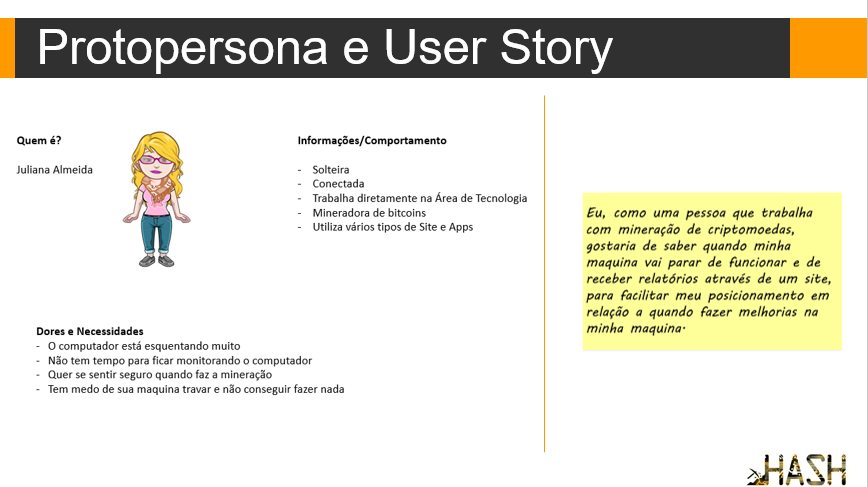 Protopersona e User Story
Quem é?
Juliana Almeida
Informações/Comportamento
- Solteira
- Conectada
- Trabalha diretamente na Área de Tecnologia
- Mineradora de bitcoins
- Utiliza vários tipos de Site e Apps
Dores e Necessidades
- O computador está esquentando muito
- Não tem tempo para ficar monitorando o computador
- Quer se sentir seguro quando faz a mineração
- Tem medo de sua maquina travar e não conseguir fazer nada
Eu, como uma pessoa que trabalha
com mineração de criptomoedas,
gostaria de saber quando minha
maquina vai parar de funcionar e de
receber relatórios através de um site,
para facilitar meu posicionamento em
relação a quando fazer melhorias na
minha maquina.
HASH